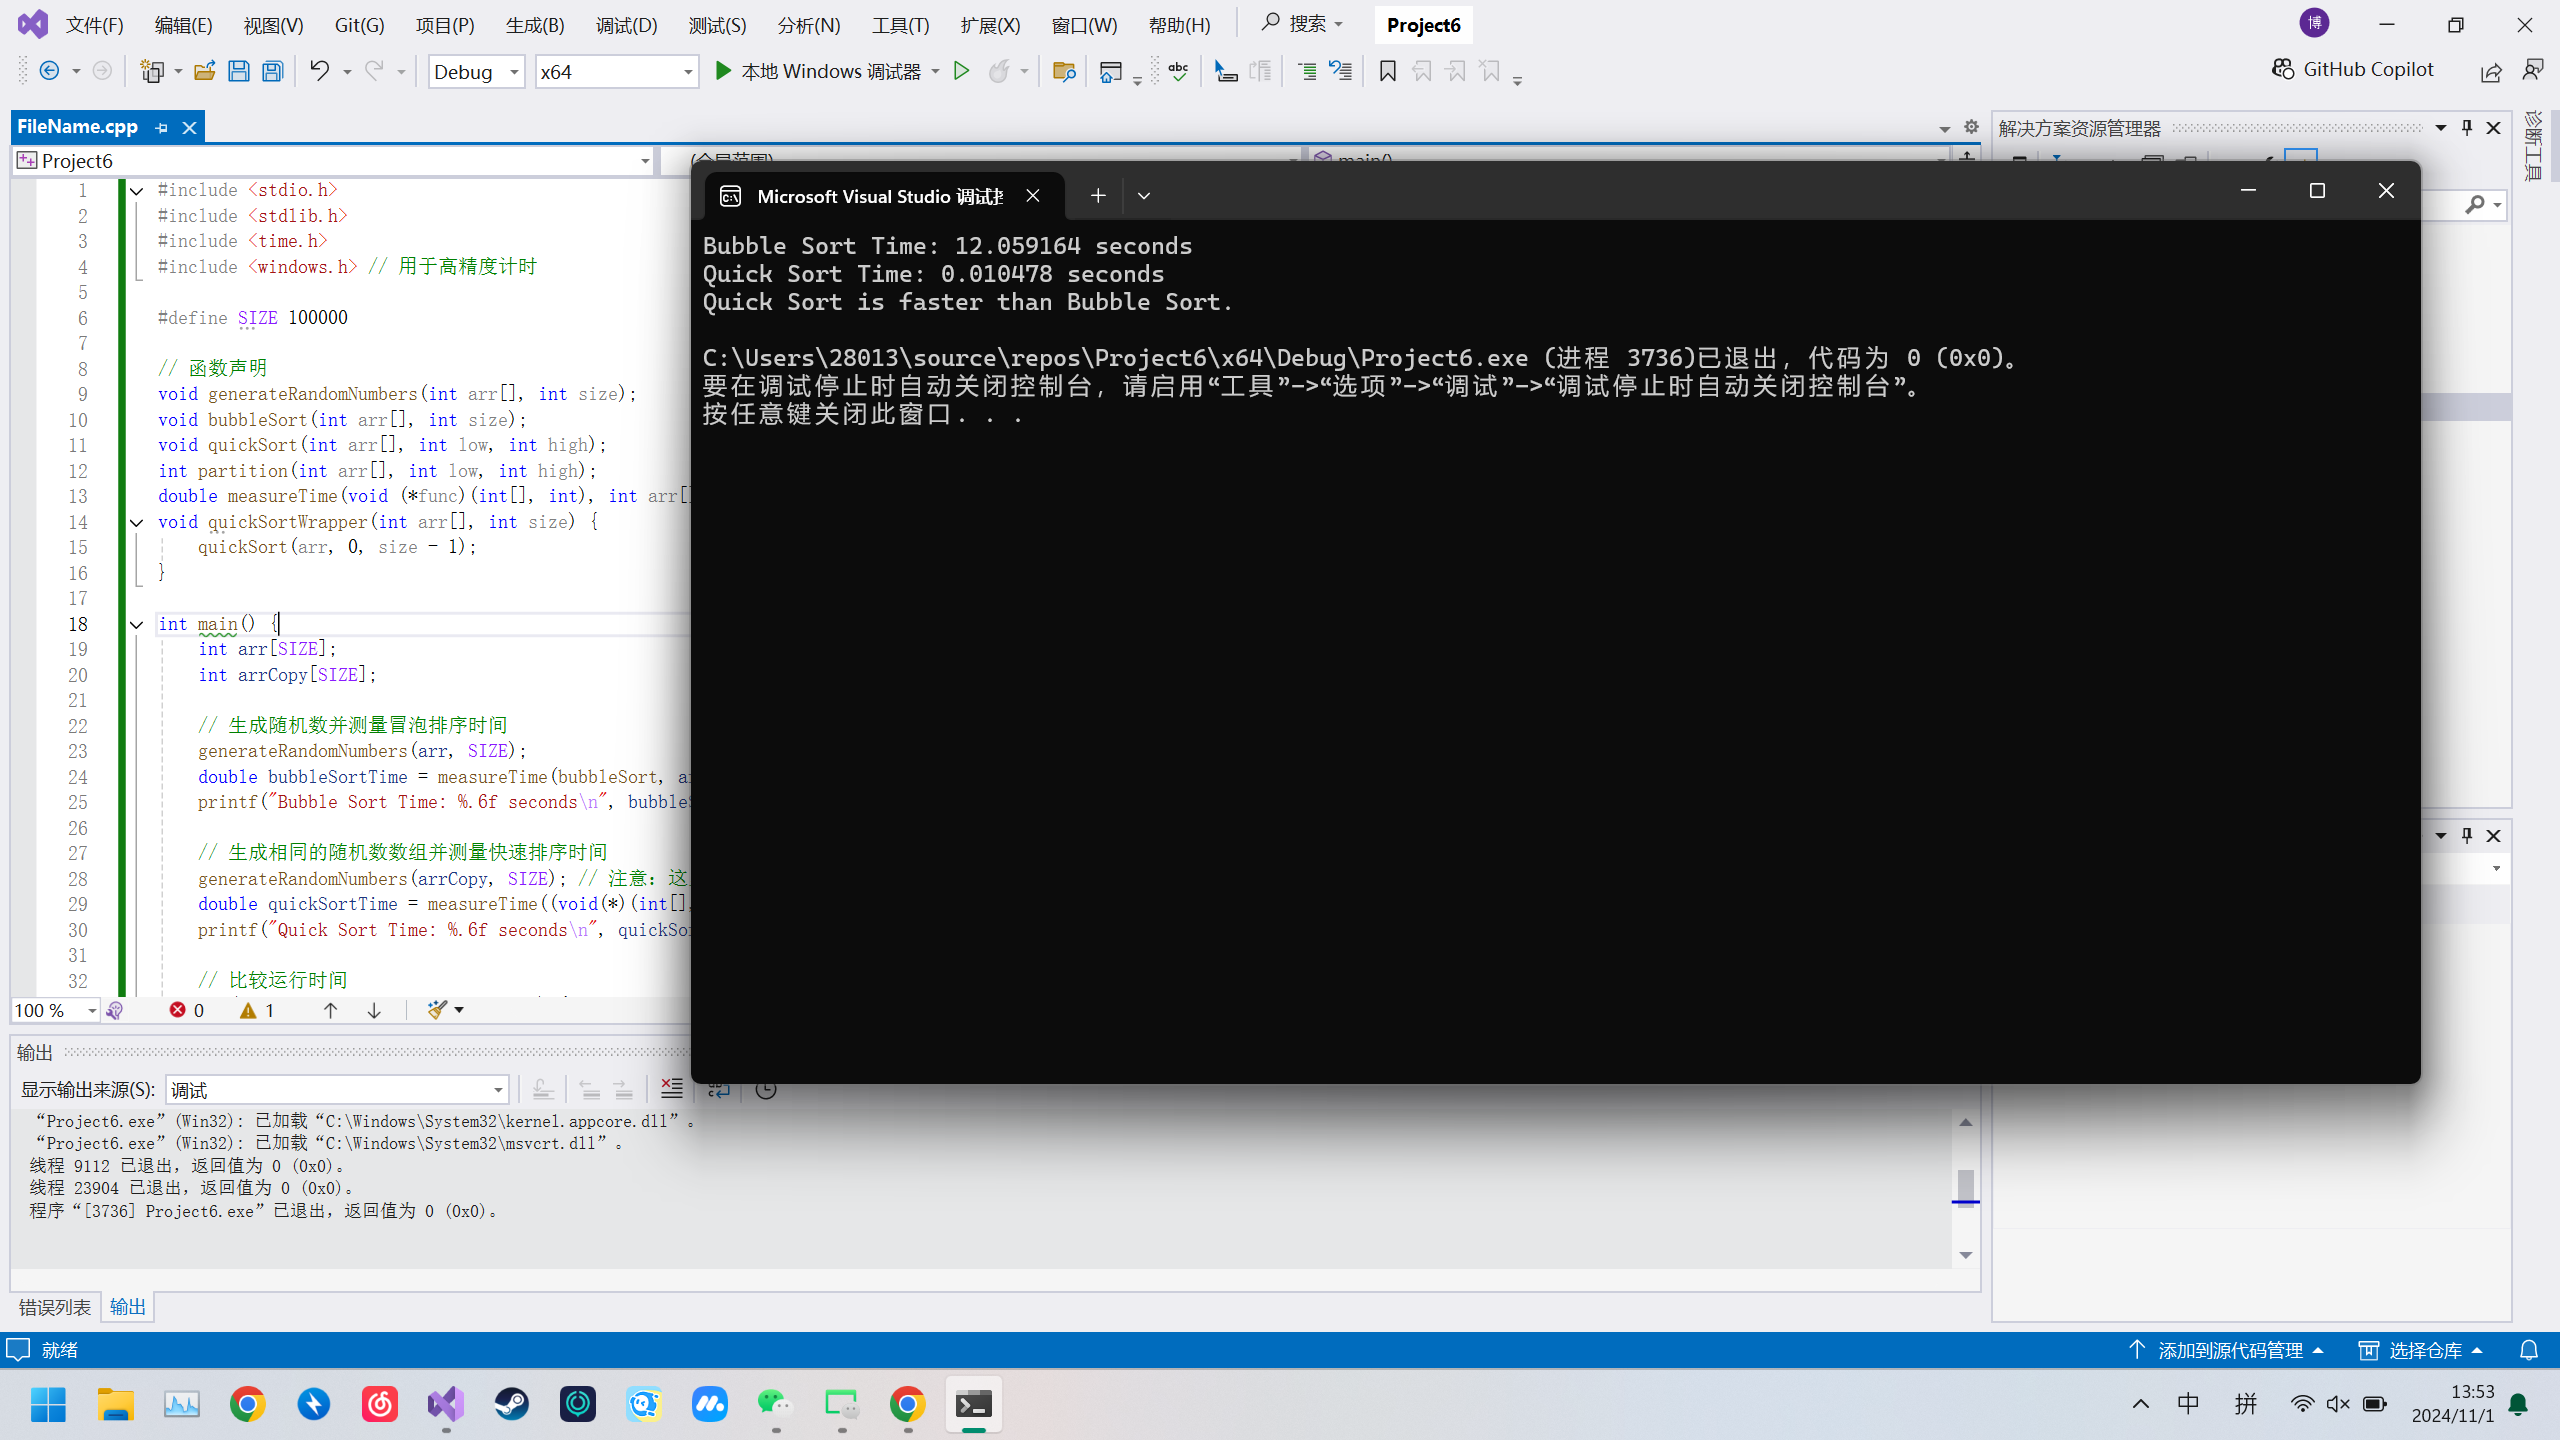 文件(F) 编辑(E) 视图(V) Git(G) 项目(P) 生成(B) 调试(D) 测试(S) 分析(N) 工具(T) 扩展(X) 窗口(W) 帮助(H) 搜索 Project6 博
Debug x64 本地 Windows 调试器 abc GitHub Copilot
FileName.cpp
解决方案资源管理器
诊断工具
Project6 (全局范围) main()
1 #include <stdio.h>
2 #include <stdlib.h>
3 #include <time.h>
4 #include <windows.h> // 用于高精度计时
5
6 #define SIZE 100000
7
8 // 函数声明
9 void generateRandomNumbers(int arr[], int size);
10 void bubbleSort(int arr[], int size);
11 void quickSort(int arr[], int low, int high);
12 int partition(int arr[], int low, int high);
13 double measureTime(void (*func)(int[], int), int arr[]
14 void quickSortWrapper(int arr[], int size) {
15 quickSort(arr, 0, size - 1);
16 }
17
18 int main() {
19 int arr[SIZE];
20 int arrCopy[SIZE];
21
22 // 生成随机数并测量冒泡排序时间
23 generateRandomNumbers(arr, SIZE);
24 double bubbleSortTime = measureTime(bubbleSort, a
25 printf("Bubble Sort Time: %.6f seconds\n", bubbleS
26
27 // 生成相同的随机数数组并测量快速排序时间
28 generateRandomNumbers(arrCopy, SIZE); // 注意：这
29 double quickSortTime = measureTime((void(*)(int[],
30 printf("Quick Sort Time: %.6f seconds\n", quickSo
31
32 // 比较运行时间
100 % 0 1
Microsoft Visual Studio 调试
Bubble Sort Time: 12.059164 seconds
Quick Sort Time: 0.010478 seconds
Quick Sort is faster than Bubble Sort.
C:\Users\28013\source\repos\Project6\x64\Debug\Project6.exe (进程 3736)已退出，代码为 0 (0x0)。
要在调试停止时自动关闭控制台，请启用“工具”->“选项”->“调试”->“调试停止时自动关闭控制台”。
按任意键关闭此窗口. . .
输出
显示输出来源(S): 调试
“Project6.exe”(Win32): 已加载“C:\Windows\System32\kernel.appcore.dll”。
“Project6.exe”(Win32): 已加载“C:\Windows\System32\msvcrt.dll”。
线程 9112 已退出，返回值为 0 (0x0)。
线程 23904 已退出，返回值为 0 (0x0)。
程序“[3736] Project6.exe”已退出，返回值为 0 (0x0)。
错误列表 输出
就绪 添加到源代码管理 选择仓库
中 拼 13:53
2024/11/1